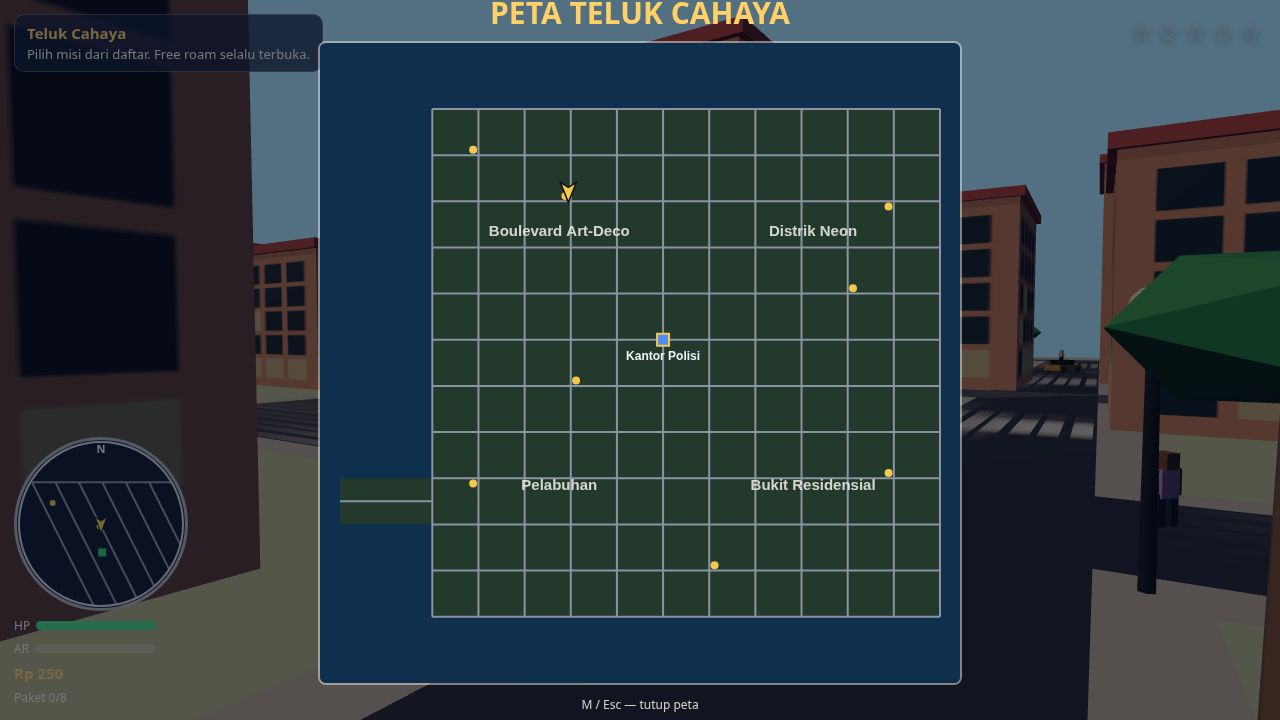 PETA TELUK CAHAYA
Teluk Cahaya
Pilih misi dari daftar. Free roam selalu terbuka.
Boulevard Art-Deco
Distrik Neon
Kantor Polisi
Pelabuhan
Bukit Residensial
N
HP
AR
Rp 250
Paket 0/8
M / Esc — tutup peta